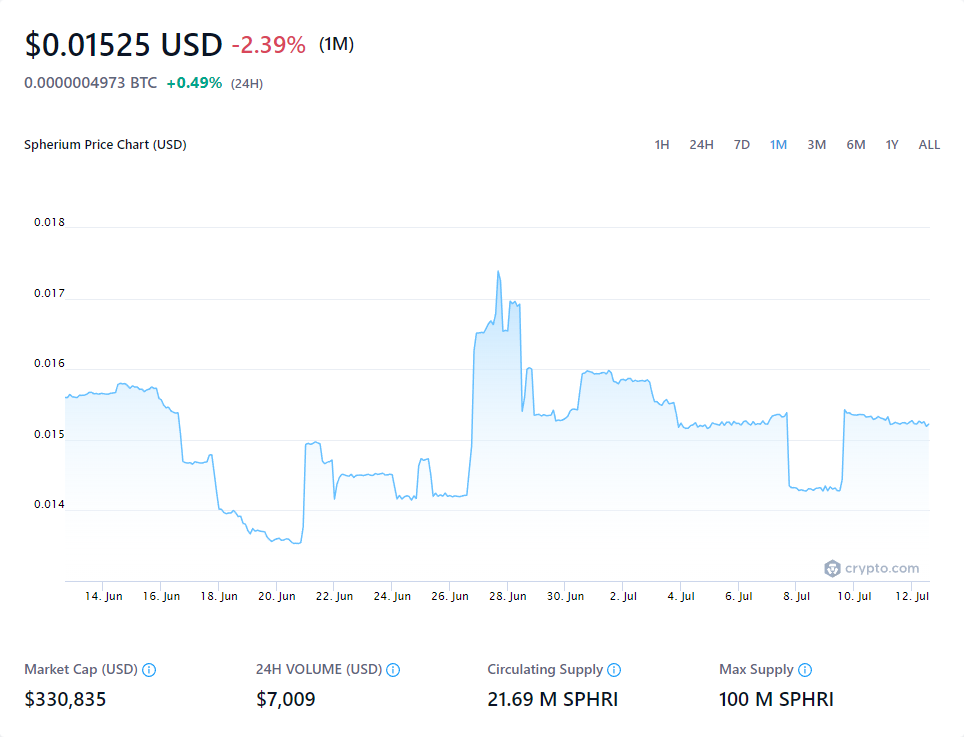 $0.01525 USD -2.39% (1M)
0.0000004973 BTC +0.49% (24H)
Spherium Price Chart (USD)
1H 24H 7D 1M 3M 6M 1Y ALL
0.018
0.017
0.016
0.015
0.014
crypto.com
14. Jun 16. Jun 18. Jun 20. Jun 22. Jun 24. Jun 26. Jun 28. Jun 30. Jun 2. Jul 4. Jul 6. Jul 8. Jul 10. Jul 12. Jul
Market Cap (USD) 24H VOLUME (USD) Circulating Supply Max Supply
$330,835 $7,009 21.69 M SPHRI 100 M SPHRI